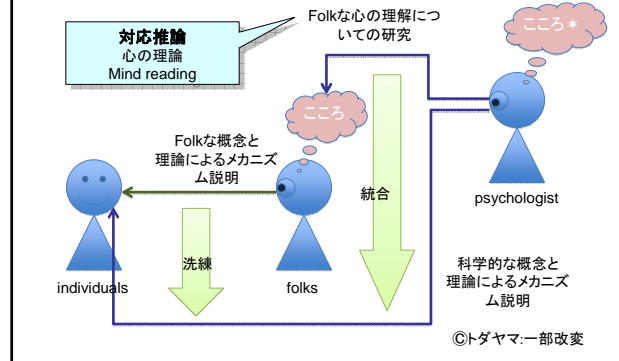 対応推論
心の理論
Mind reading
Folkな心の理解につ
いての研究
こころ*
こころ
Folkな概念と
理論によるメカニズ
ム説明
統合
psychologist
洗練
individuals
folks
科学的な概念と
理論によるメカニズ
ム説明
©トダヤマ:一部改変